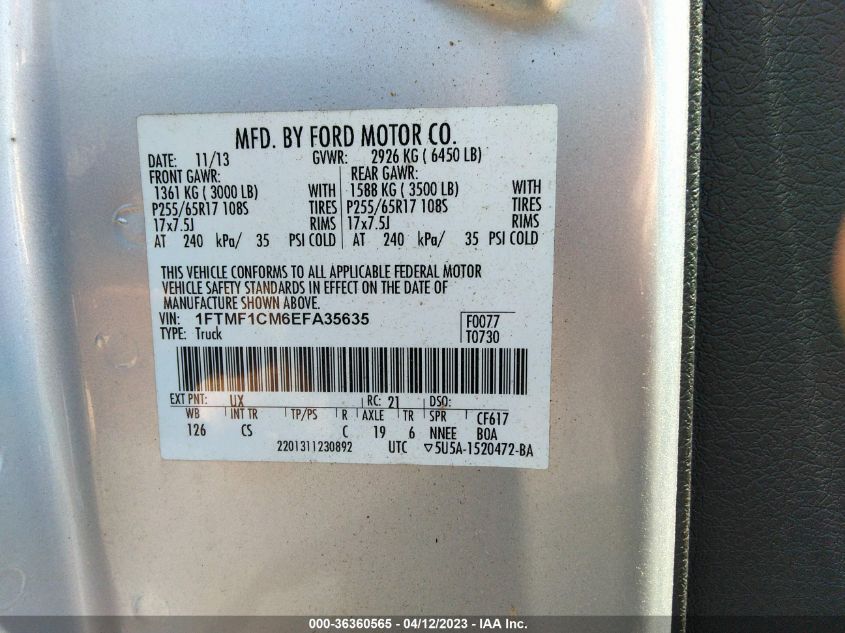 MFD. BY FORD MOTOR CO.
DATE: 11/13 GVWR: 2926 KG ( 6450 LB)
FRONT GAWR: REAR GAWR:
1361 KG ( 3000 LB) WITH 1588 KG ( 3500 LB) WITH
P255/65R17 108S TIRES P255/65R17 108S TIRES
17x7.5J RIMS 17x7.5J RIMS
AT 240 kPa/ 35 PSI COLD AT 240 kPa/ 35 PSI COLD
THIS VEHICLE CONFORMS TO ALL APPLICABLE FEDERAL MOTOR
VEHICLE SAFETY STANDARDS IN EFFECT ON THE DATE OF
MANUFACTURE SHOWN ABOVE.
VIN: 1FTMF1CM6EFA35635 F0077
TYPE: Truck T0730
EXT PNT: UX RC: 21 DSO:
WB INT TR TP/PS R AXLE TR SPR CF617
126 CS C 19 6 NNEE BOA
2201311230892 UTC ▽5U5A-1520472-BA
000-36360565 - 04/12/2023 - IAA Inc.